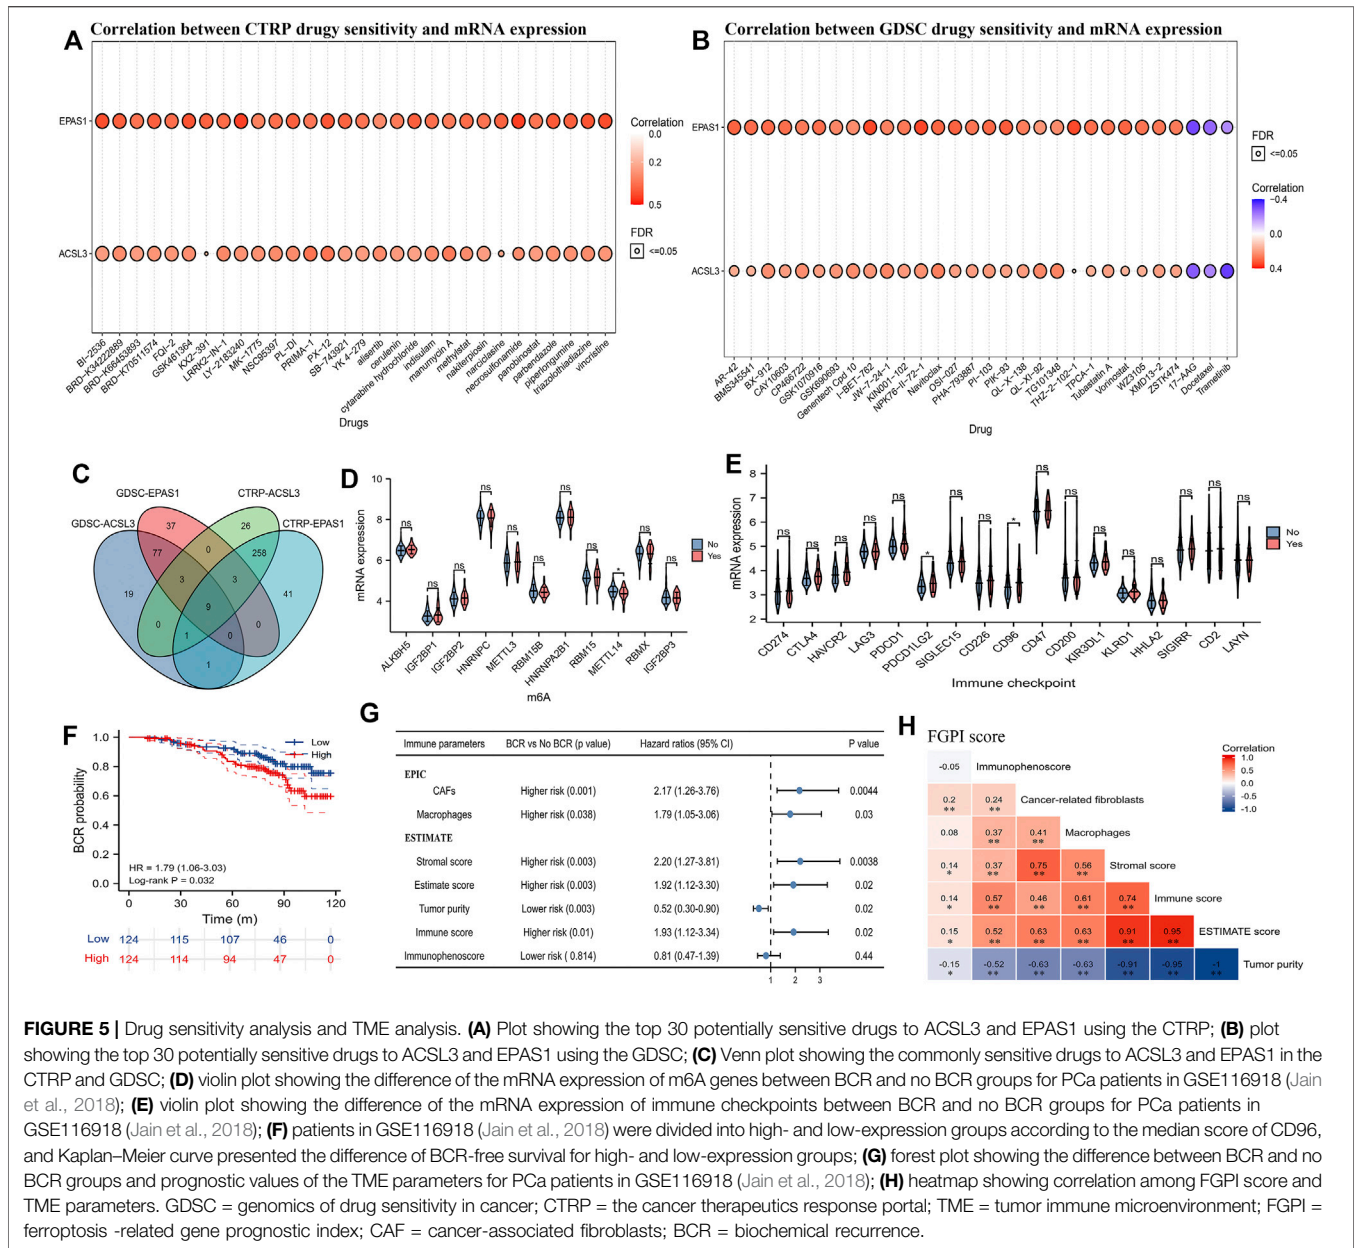 A Correlation between CTRP drugy sensitivity and mRNA expression
EPAS1
ACSL3
BI-2536
BRD-K34222889
BRD-K66453893
BRD-K70511574
FQI-2
GSK481364
KX2-391
LRRK2-IN-1
LY-2183240
MK-1775
NSC95397
PL-DI
PRIMA-1
PX-12
SB-743921
YK 4-279
alisertib
cerulenin
cytarabine hydrochloride
indisulam
manumycin A
methylstat
nakiterpiosin
narciclasine
necrosulfonamide
panobinostat
parbendazole
piperlongumine
triazolothiadiazine
vincristine
Drugs
Correlation
0.0
0.2
0.5
FDR
<=0.05
B Correlation between GDSC drugy sensitivity and mRNA expression
EPAS1
ACSL3
AR-42
BMS345541
BX-912
CAY10603
CP466722
GSK1070916
GSK690693
Genentech Cpd 10
I-BET-762
JW-7-24-1
KIN001-102
NPK76-II-72-1
Navitoclax
OSI-027
PHA-793887
PI-103
PIK-93
QL-X-138
QL-XI-92
TG101348
THZ-2-102-1
TPCA-1
Tubastatin A
Vorinostat
WZ3105
XMD13-2
ZSTK474
17-AAG
Docetaxel
Trametinib
Drug
FDR
<=0.05
Correlation
-0.4
0.0
0.4
C
GDSC-EPAS1 CTRP-ACSL3
GDSC-ACSL3 CTRP-EPAS1
37 26
77 0 258
3 3
19 9 41
0 1 0 0
1
D
mRNA expression
10
8
6
4
ns ns ns ns ns ns ns ns * ns ns
ALKBH5
IGF2BP1
IGF2BP2
HNRNPC
METTL3
RBM15B
HNRNPA2B1
RBM15
METTL14
RBMX
IGF2BP3
m6A
No
Yes
E
mRNA expression
8
7
6
5
4
3
2
ns ns ns ns ns * ns ns * ns ns ns ns ns ns ns ns
CD274
CTLA4
HAVCR2
LAG3
PDCD1
PDCD1LG2
SIGLEC15
CD226
CD96
CD47
CD200
KIR3DL1
KLRD1
HHLA2
SIGIRR
CD2
LAYN
Immune checkpoint
No
Yes
F
BCR probability
1.0
0.8
0.6
0.4
0.2
0.0
Low
High
HR = 1.79 (1.06-3.03)
Log-rank P = 0.032
0 30 60 90 120
Time (m)
Low 124 115 107 46 0
High 124 114 94 47 0
G
Immune parameters BCR vs No BCR (p value) Hazard ratios (95% CI) P value
EPIC
CAFs Higher risk (0.001) 2.17 (1.26-3.76) 0.0044
Macrophages Higher risk (0.038) 1.79 (1.05-3.06) 0.03
ESTIMATE
Stromal score Higher risk (0.003) 2.20 (1.27-3.81) 0.0038
Estimate score Higher risk (0.003) 1.92 (1.12-3.30) 0.02
Tumor purity Lower risk (0.003) 0.52 (0.30-0.90) 0.02
Immune score Higher risk (0.01) 1.93 (1.12-3.34) 0.02
Immunophenoscore Lower risk ( 0.814) 0.81 (0.47-1.39) 0.44
1 2 3
H FGPI score
-0.05 Immunophenoscore
0.2 0.24 Cancer-related fibroblasts
** **
0.08 0.37 0.41 Macrophages
** **
0.14 0.37 0.75 0.56 Stromal score
* ** ** **
0.14 0.57 0.46 0.61 0.74 Immune score
* ** ** ** **
0.15 0.52 0.63 0.63 0.91 0.95 ESTIMATE score
* ** ** ** ** **
-0.15 -0.52 -0.63 -0.63 -0.91 -0.95 -1 Tumor purity
* ** ** ** ** ** **
Correlation
1.0
0.5
0.0
-0.5
-1.0
FIGURE 5 | Drug sensitivity analysis and TME analysis. (A) Plot showing the top 30 potentially sensitive drugs to ACSL3 and EPAS1 using the CTRP; (B) plot
showing the top 30 potentially sensitive drugs to ACSL3 and EPAS1 using the GDSC; (C) Venn plot showing the commonly sensitive drugs to ACSL3 and EPAS1 in the
CTRP and GDSC; (D) violin plot showing the difference of the mRNA expression of m6A genes between BCR and no BCR groups for PCa patients in GSE116918 (Jain
et al., 2018); (E) violin plot showing the difference of the mRNA expression of immune checkpoints between BCR and no BCR groups for PCa patients in
GSE116918 (Jain et al., 2018); (F) patients in GSE116918 (Jain et al., 2018) were divided into high- and low-expression groups according to the median score of CD96,
and Kaplan–Meier curve presented the difference of BCR-free survival for high- and low-expression groups; (G) forest plot showing the difference between BCR and no
BCR groups and prognostic values of the TME parameters for PCa patients in GSE116918 (Jain et al., 2018); (H) heatmap showing correlation among FGPI score and
TME parameters. GDSC = genomics of drug sensitivity in cancer; CTRP = the cancer therapeutics response portal; TME = tumor immune microenvironment; FGPI =
ferroptosis -related gene prognostic index; CAF = cancer-associated fibroblasts; BCR = biochemical recurrence.